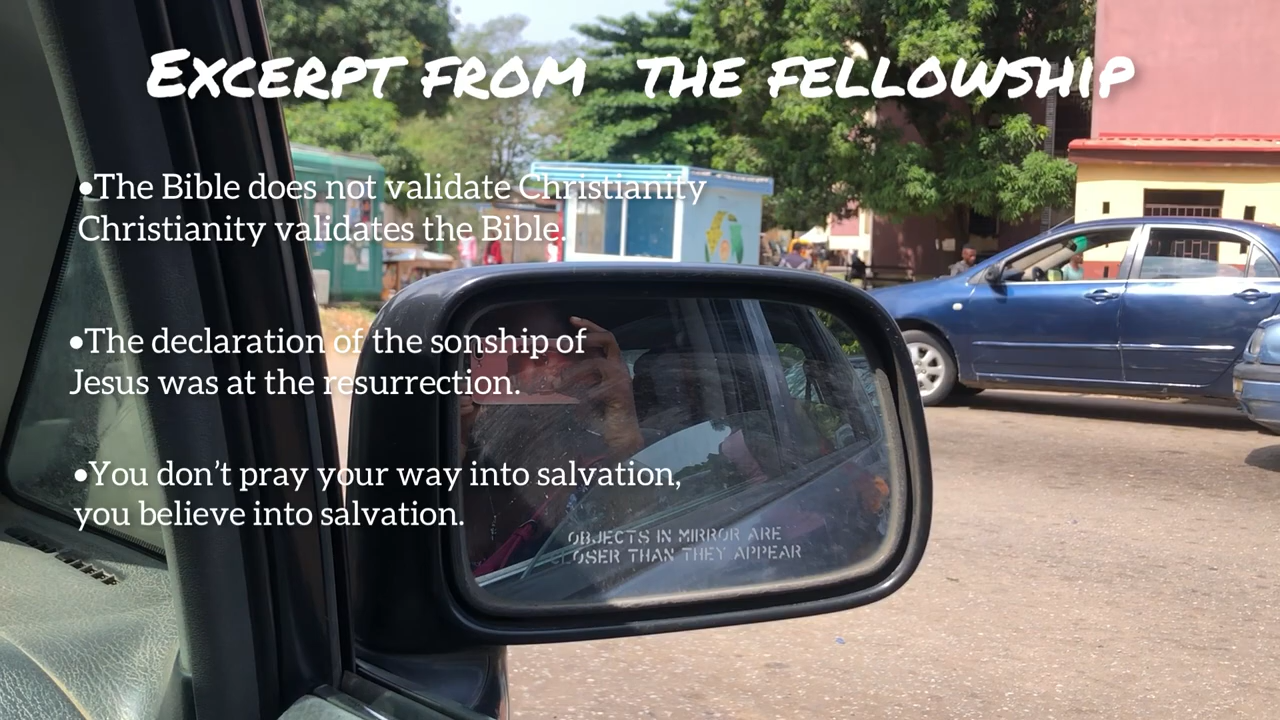 Excerpt from the fellowship
•The Bible does not validate Christianity
Christianity validates the Bible.
•The declaration of the sonship of
Jesus was at the resurrection.
•You don’t pray your way into salvation,
you believe into salvation.
OBJECTS IN MIRROR ARE
CLOSER THAN THEY APPEAR